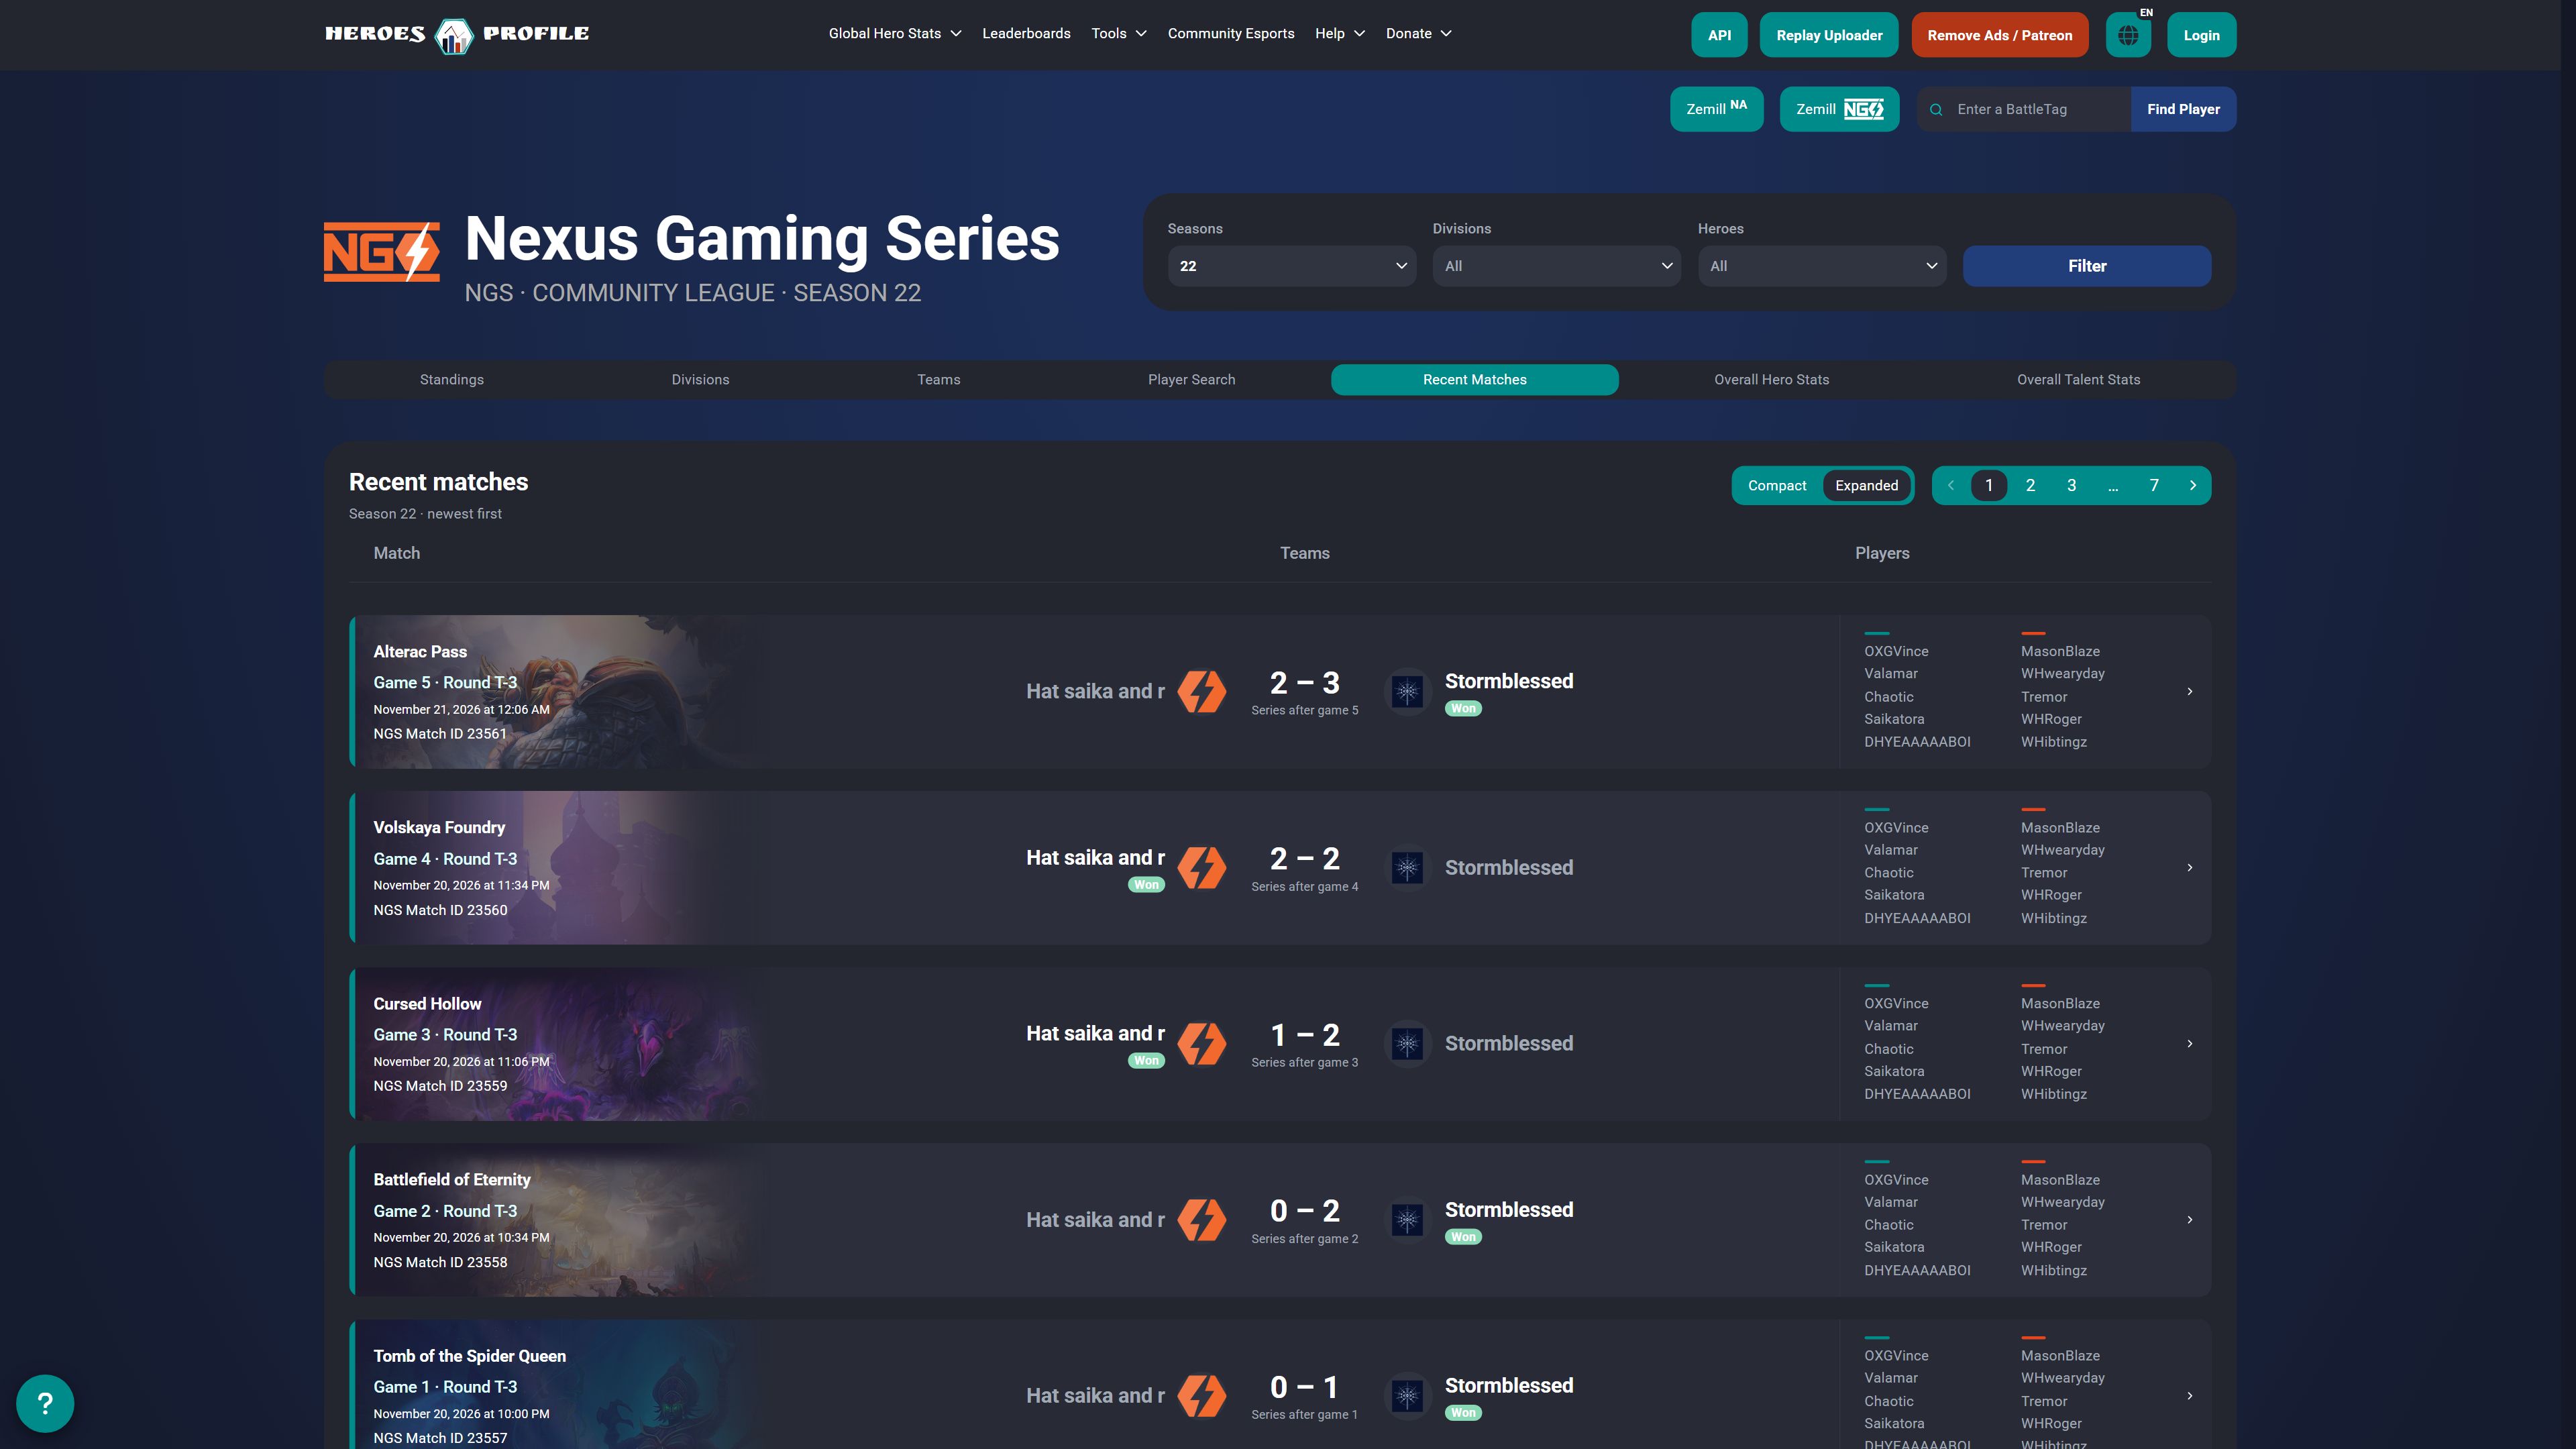 HEROES PROFILE
Global Hero Stats Leaderboards Tools Community Esports Help Donate
API Replay Uploader Remove Ads / Patreon EN Login
Zemill NA Zemill NGS Enter a BattleTag Find Player
NGS Nexus Gaming Series
NGS · COMMUNITY LEAGUE · SEASON 22
Seasons Divisions Heroes
22 All All Filter
Standings Divisions Teams Player Search Recent Matches Overall Hero Stats Overall Talent Stats
Recent matches
Season 22 · newest first
Compact Expanded 1 2 3 ... 7
Match Teams Players
Alterac Pass
Game 5 · Round T-3
November 21, 2026 at 12:06 AM
NGS Match ID 23561
Hat saika and r
2 – 3
Series after game 5
Stormblessed
Won
OXGVince MasonBlaze
Valamar WHwearyday
Chaotic Tremor
Saikatora WHRoger
DHYEAAAAABOI WHibtingz
Volskaya Foundry
Game 4 · Round T-3
November 20, 2026 at 11:34 PM
NGS Match ID 23560
Hat saika and r
Won
2 – 2
Series after game 4
Stormblessed
OXGVince MasonBlaze
Valamar WHwearyday
Chaotic Tremor
Saikatora WHRoger
DHYEAAAAABOI WHibtingz
Cursed Hollow
Game 3 · Round T-3
November 20, 2026 at 11:06 PM
NGS Match ID 23559
Hat saika and r
Won
1 – 2
Series after game 3
Stormblessed
OXGVince MasonBlaze
Valamar WHwearyday
Chaotic Tremor
Saikatora WHRoger
DHYEAAAAABOI WHibtingz
Battlefield of Eternity
Game 2 · Round T-3
November 20, 2026 at 10:34 PM
NGS Match ID 23558
Hat saika and r
0 – 2
Series after game 2
Stormblessed
Won
OXGVince MasonBlaze
Valamar WHwearyday
Chaotic Tremor
Saikatora WHRoger
DHYEAAAAABOI WHibtingz
Tomb of the Spider Queen
Game 1 · Round T-3
November 20, 2026 at 10:00 PM
NGS Match ID 23557
Hat saika and r
0 – 1
Series after game 1
Stormblessed
Won
OXGVince MasonBlaze
Valamar WHwearyday
Chaotic Tremor
Saikatora WHRoger
DHYEAAAAABOI WHibtingz
?